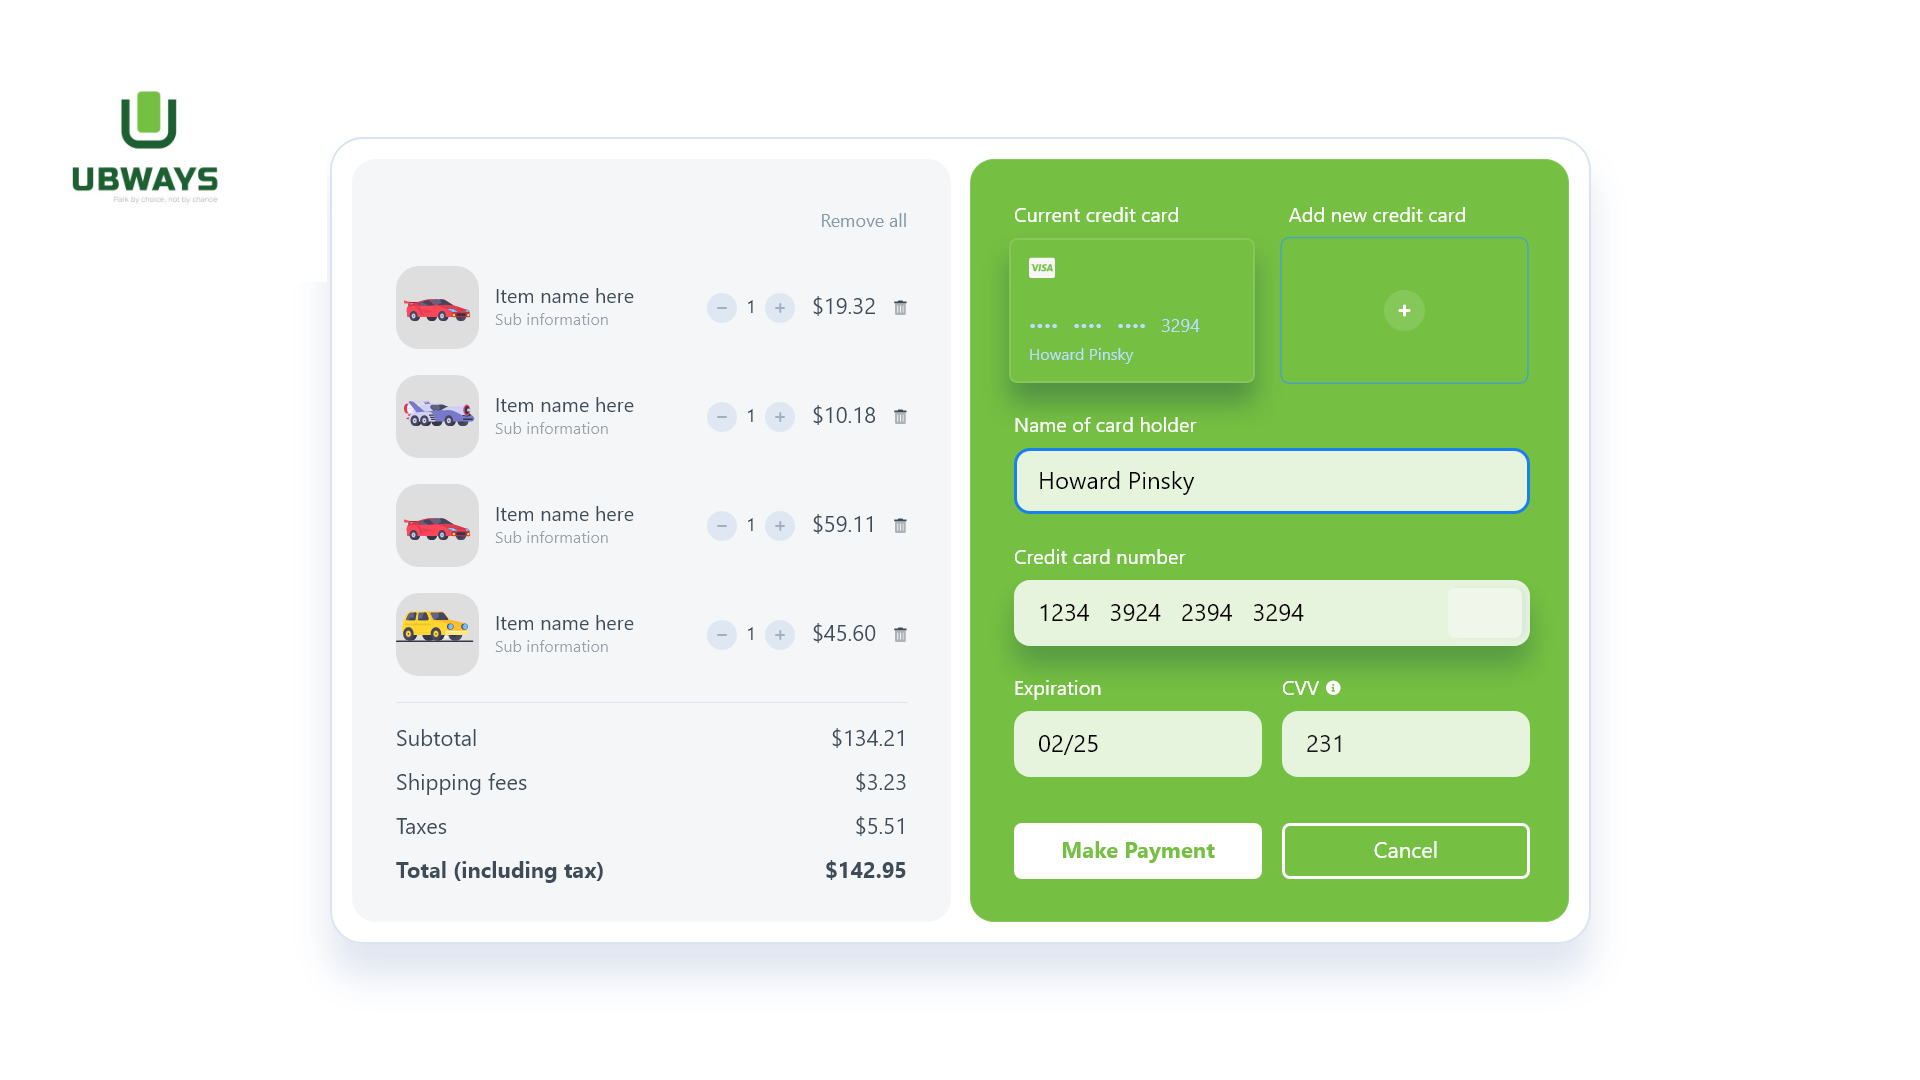 UBWAYS
Park by choice, not by chance
Remove all
Item name here
Sub information
1
$19.32
Item name here
Sub information
1
$10.18
Item name here
Sub information
1
$59.11
Item name here
Sub information
1
$45.60
Subtotal $134.21
Shipping fees $3.23
Taxes $5.51
Total (including tax) $142.95
Current credit card
VISA
•••• •••• •••• 3294
Howard Pinsky
Add new credit card
+
Name of card holder
Howard Pinsky
Credit card number
1234 3924 2394 3294
Expiration
02/25
CVV
231
Make Payment
Cancel